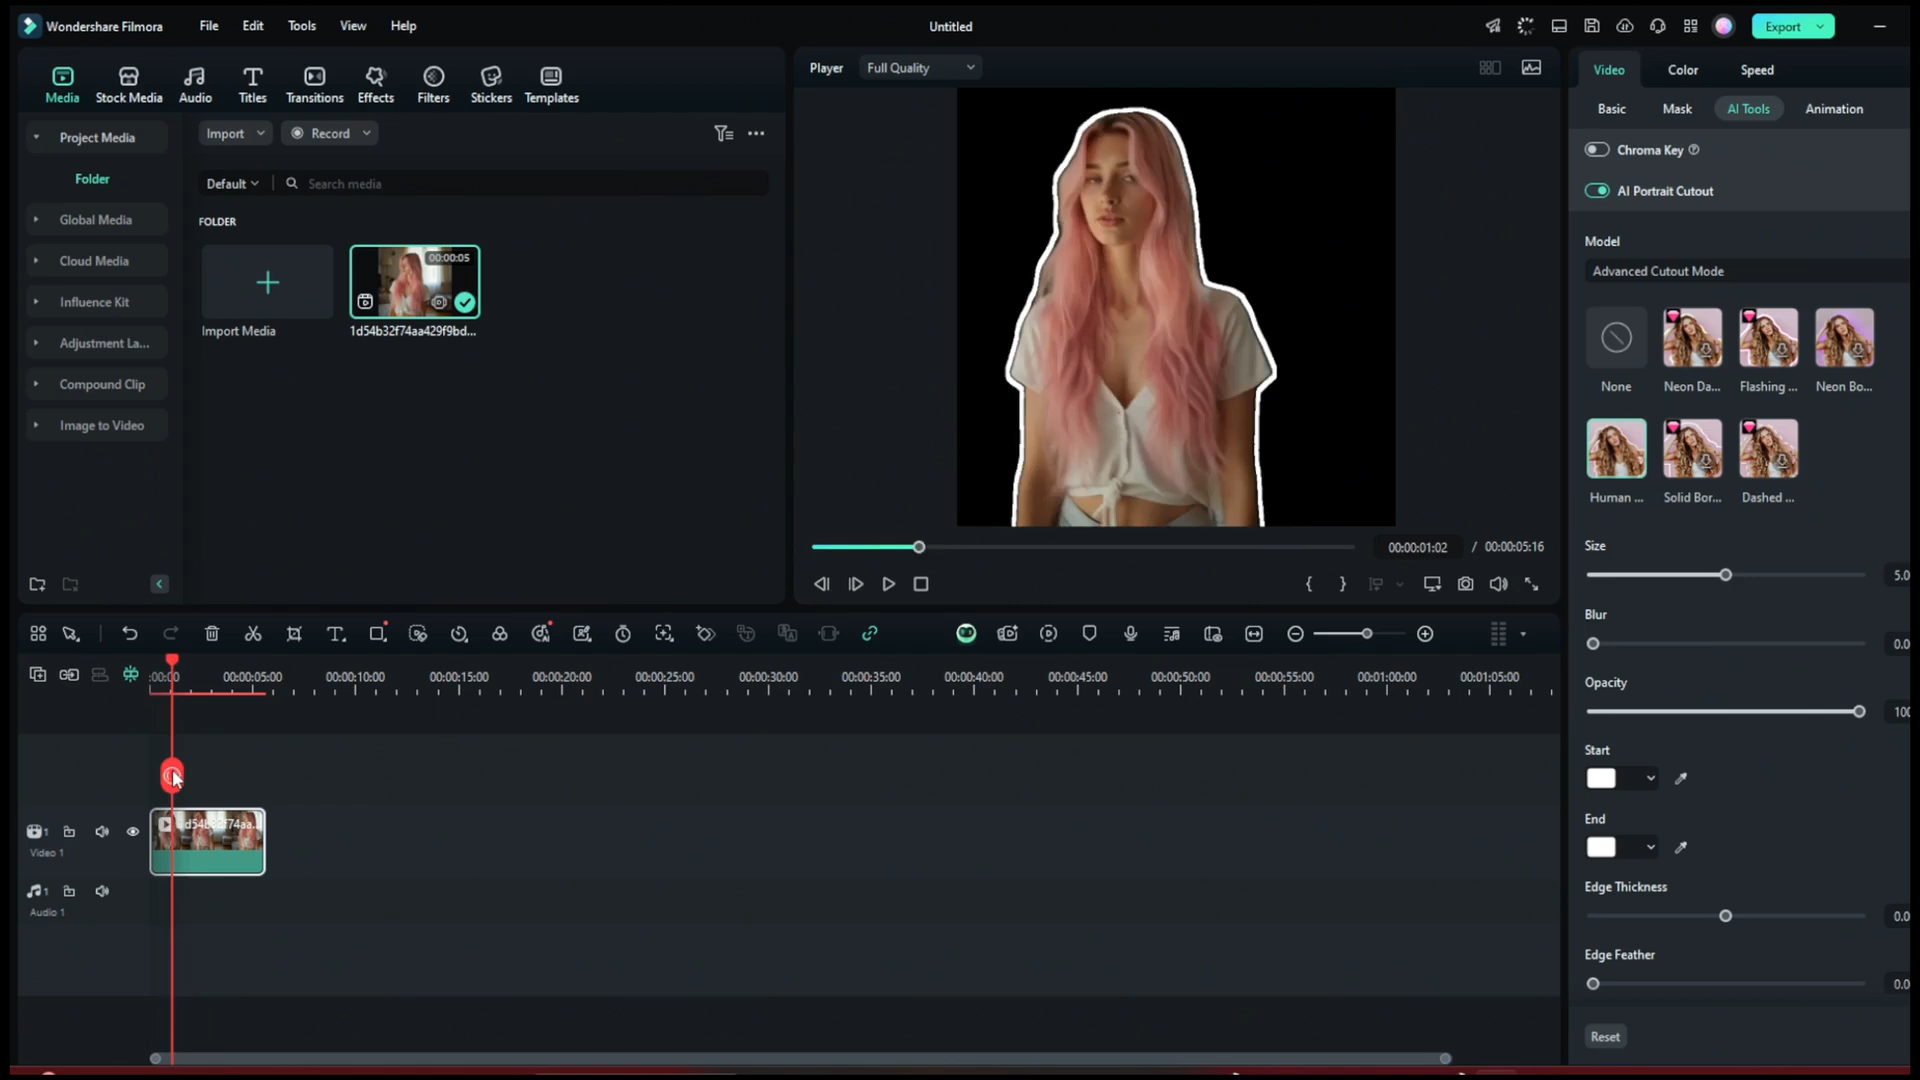 Wondershare Filmora
File
Edit
Tools
View
Help
Untitled
Export
Media
Stock Media
Audio
Titles
Transitions
Effects
Filters
Stickers
Templates
Player
Full Quality
Video
Color
Speed
Basic
Mask
AI Tools
Animation
Project Media
Folder
Global Media
Cloud Media
Influence Kit
Adjustment La...
Compound Clip
Image to Video
Import
Record
Default
Search media
FOLDER
Import Media
00:00:05
1d54b32f74aa429f9bd...
Chroma Key
AI Portrait Cutout
Model
Advanced Cutout Mode
None
Neon Da...
Flashing ...
Neon Bo...
Human ...
Solid Bor...
Dashed ...
Size
5.0
Blur
0.0
Opacity
100
Start
End
Edge Thickness
0.0
Edge Feather
0.0
Reset
00:00:01:02 / 00:00:05:16
:00:00
00:00:05:00
00:00:10:00
00:00:15:00
00:00:20:00
00:00:25:00
00:00:30:00
00:00:35:00
00:00:40:00
00:00:45:00
00:00:50:00
00:00:55:00
00:01:00:00
00:01:05:00
1
Video 1
1
Audio 1